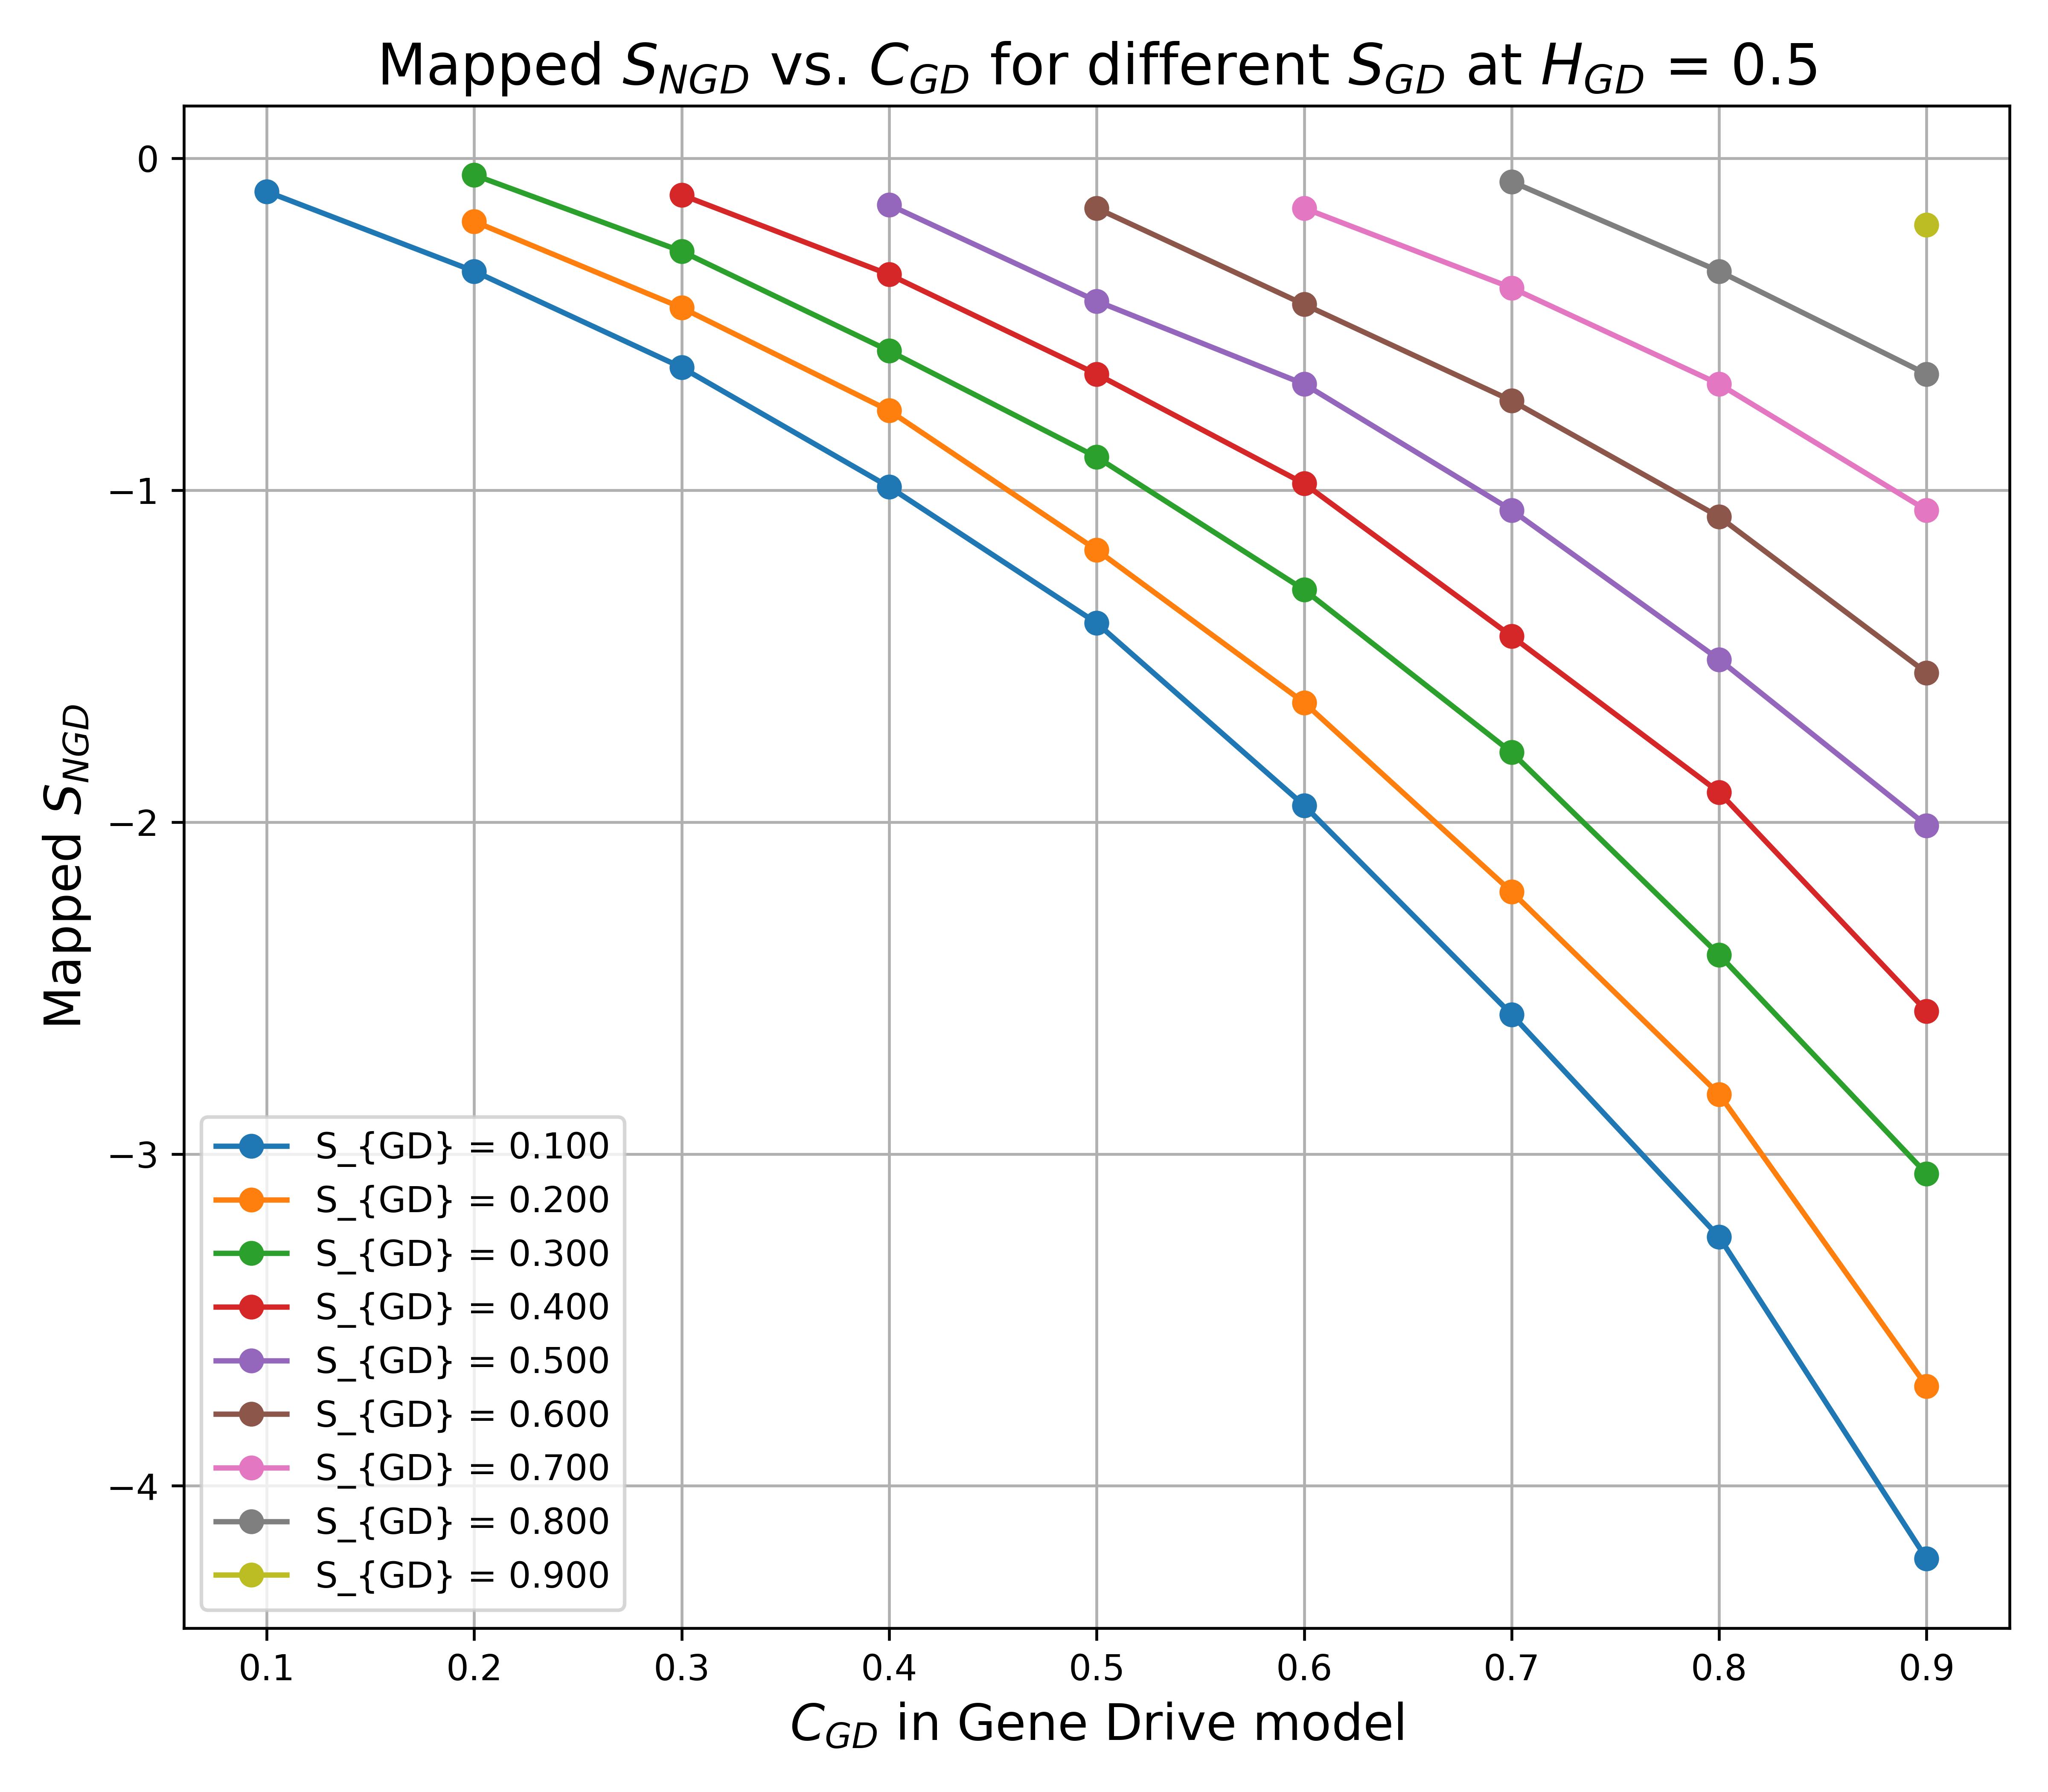 Mapped S_NGD vs. C_GD for different S_GD at H_GD = 0.5
Mapped S_NGD
0
−1
−2
−3
−4
S_{GD} = 0.100
S_{GD} = 0.200
S_{GD} = 0.300
S_{GD} = 0.400
S_{GD} = 0.500
S_{GD} = 0.600
S_{GD} = 0.700
S_{GD} = 0.800
S_{GD} = 0.900
0.1 0.2 0.3 0.4 0.5 0.6 0.7 0.8 0.9
C_GD in Gene Drive model